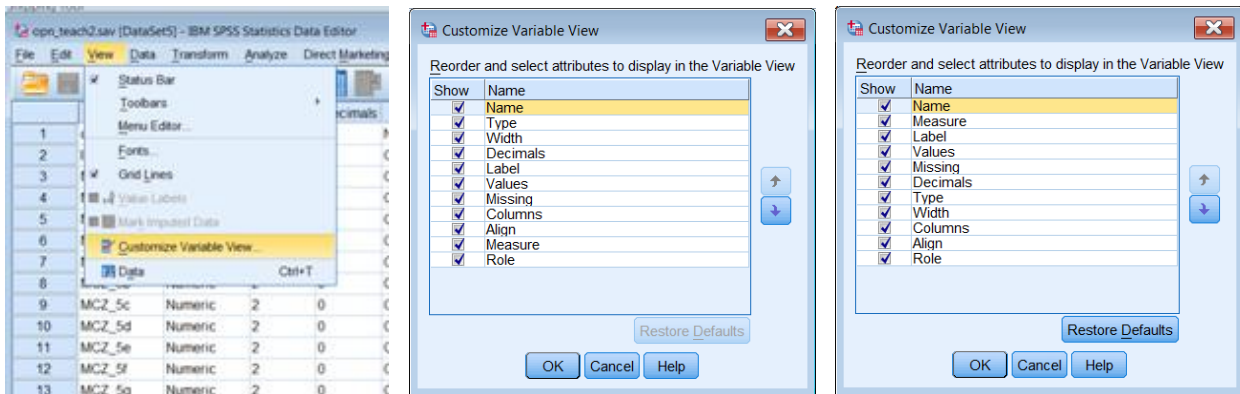 opn_teach2.sav [DataSet5] - IBM SPSS Statistics Data Editor
File Edit View Data Transform Analyze Direct Marketing
Status Bar
Toolbars
Menu Editor...
Fonts...
Grid Lines
Value Labels
Mark Imputed Data
Customize Variable View...
Data Ctrl+T
ecimals
1
2
3
4
5
6
7
8
9 MCZ_5c Numeric 2 0
10 MCZ_5d Numeric 2 0
11 MCZ_5e Numeric 2 0
12 MCZ_5f Numeric 2 0
13 MCZ_5g Numeric 2 0
Customize Variable View
Reorder and select attributes to display in the Variable View
Show Name
Name
Type
Width
Decimals
Label
Values
Missing
Columns
Align
Measure
Role
Restore Defaults
OK Cancel Help
Customize Variable View
Reorder and select attributes to display in the Variable View
Show Name
Name
Measure
Label
Values
Missing
Decimals
Type
Width
Columns
Align
Role
Restore Defaults
OK Cancel Help